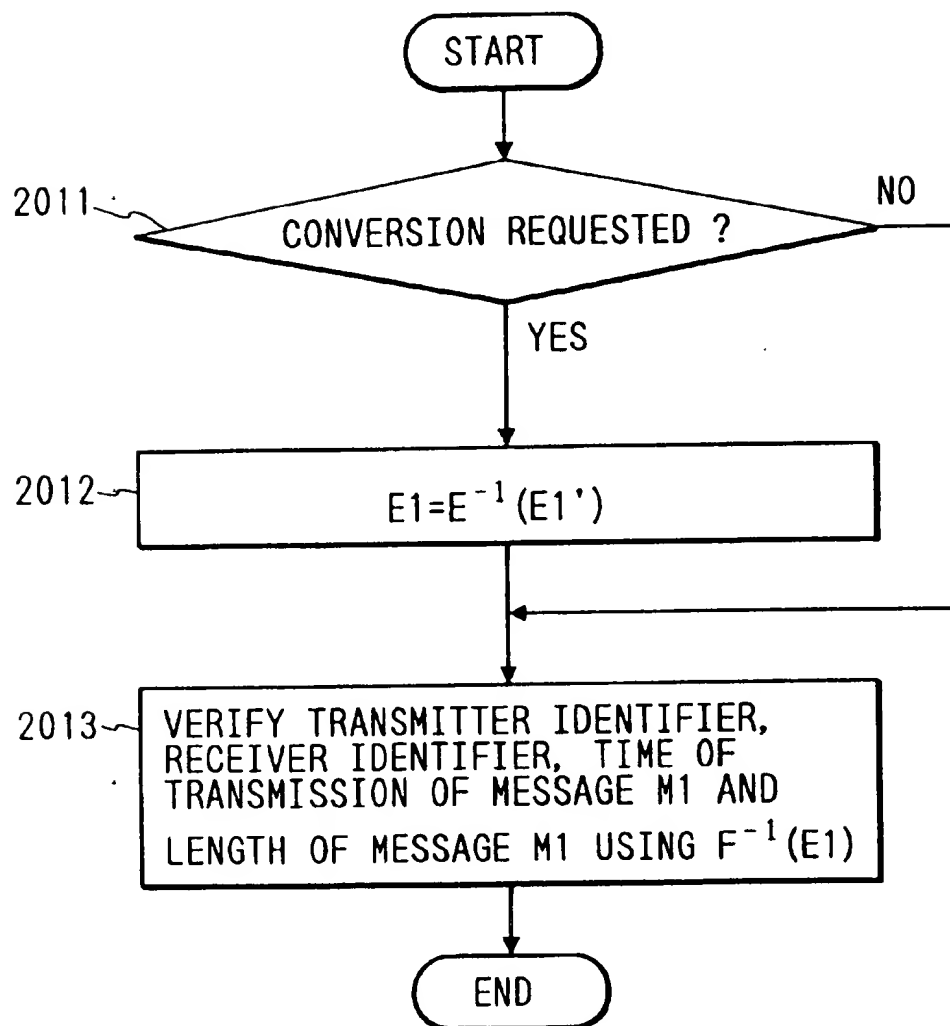 START
2011
CONVERSION REQUESTED ?
NO
YES
2012
E1=E⁻¹(E1')
2013
VERIFY TRANSMITTER IDENTIFIER,
RECEIVER IDENTIFIER, TIME OF
TRANSMISSION OF MESSAGE M1 AND
LENGTH OF MESSAGE M1 USING F⁻¹(E1)
END